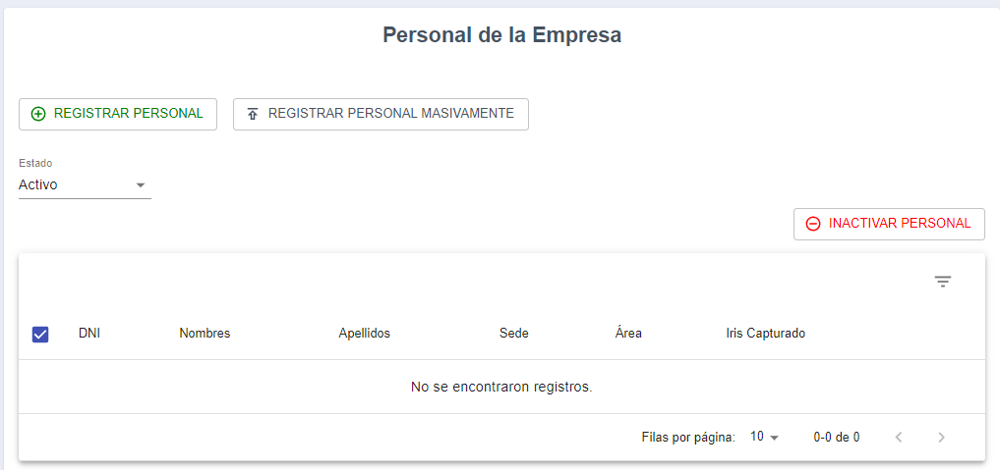 Personal de la Empresa
REGISTRAR PERSONAL
REGISTRAR PERSONAL MASIVAMENTE
Estado
Activo
INACTIVAR PERSONAL
DNI Nombres Apellidos Sede Área Iris Capturado
No se encontraron registros.
Filas por página: 10 0-0 de 0